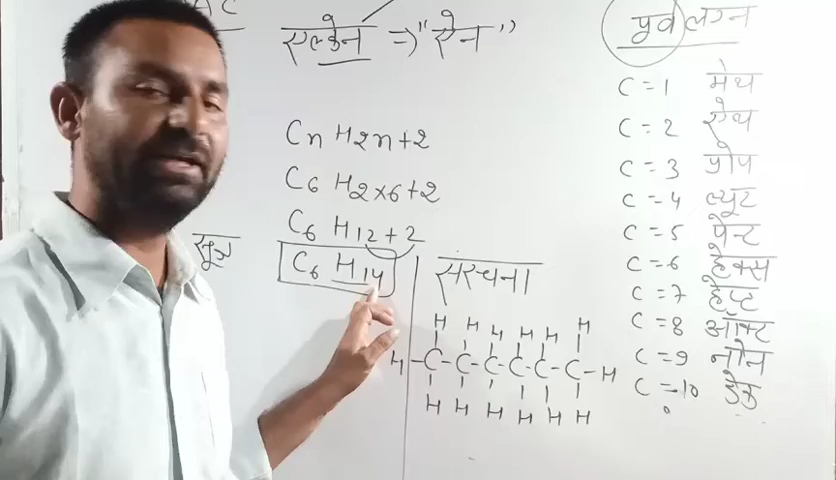 AC
एल्केन => "ऐन"
CnH2n+2
C6 H2x6+2
C6 H12+2
सूत्र
C6 H14
संरचना
H H H H H H
H-C-C-C-C-C-C-H
H H H H H H
पूर्वलग्न
C=1 मेथ
C=2 ऐथ
C=3 प्रोप
C=4 ब्यूट
C=5 पेन्ट
C=6 हेक्स
C=7 हेप्ट
C=8 ऑक्ट
C=9 नोन
C=10 डेक